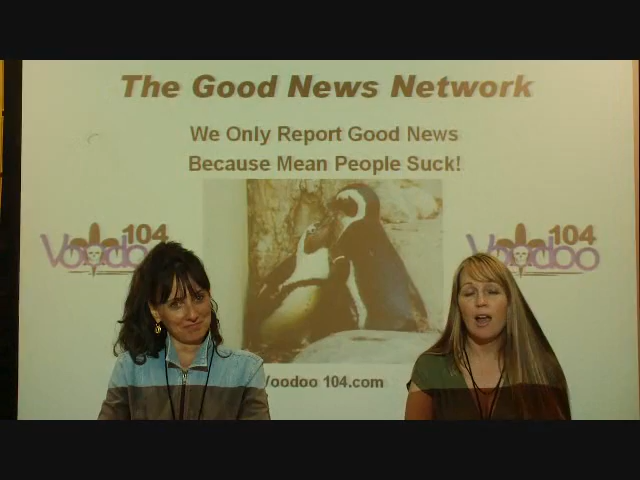 The Good News Network
We Only Report Good News
Because Mean People Suck!
Voodoo 104
Voodoo 104
Voodoo 104.com